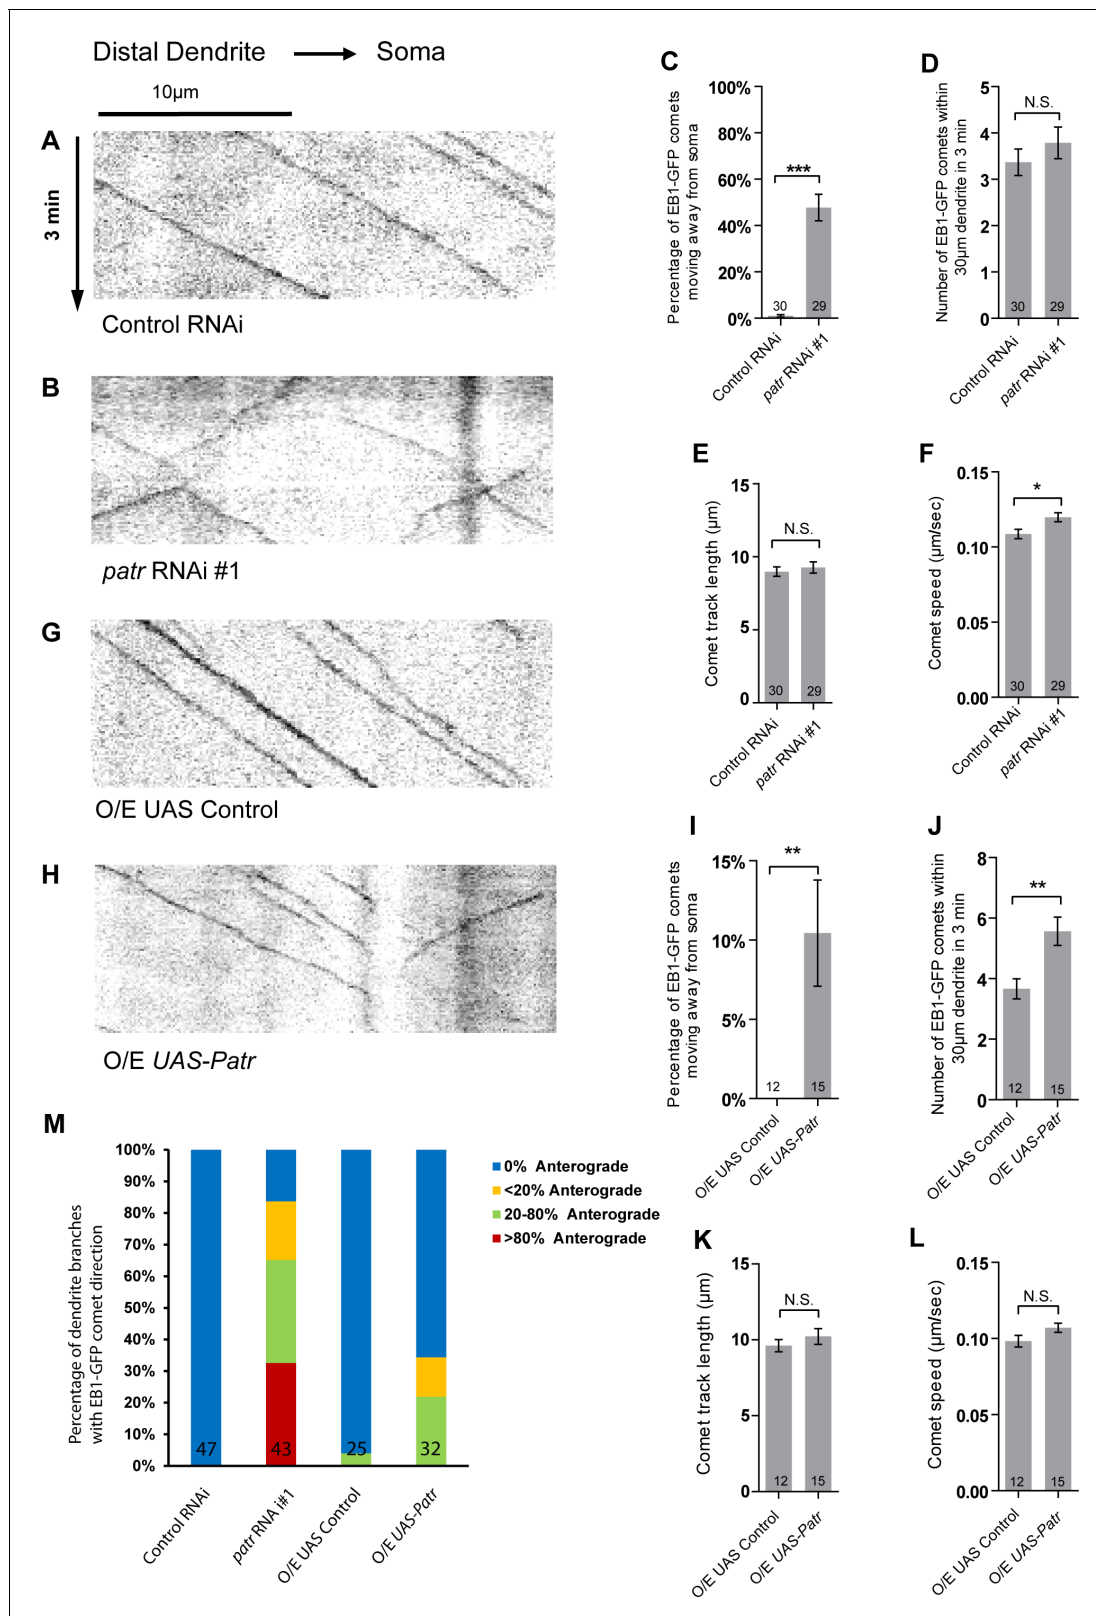 Distal Dendrite → Soma
10μm
A
3 min
Control RNAi
B
patr RNAi #1
G
O/E UAS Control
H
O/E UAS-Patr
C
Percentage of EB1-GFP comets
moving away from soma
100%
80%
60%
40%
20%
0%
***
30
29
Control RNAi
patr RNAi #1
D
Number of EB1-GFP comets within
30μm dendrite in 3 min
5
4
3
2
1
0
N.S.
30
29
Control RNAi
patr RNAi #1
E
Comet track length (μm)
15
10
5
0
N.S.
30
29
Control RNAi
patr RNAi #1
F
Comet speed (μm/sec)
0.15
0.10
0.05
0.00
*
30
29
Control RNAi
patr RNAi #1
I
Percentage of EB1-GFP comets
moving away from soma
15%
10%
5%
0%
**
12
15
O/E UAS Control
O/E UAS-Patr
J
Number of EB1-GFP comets within
30μm dendrite in 3 min
8
6
4
2
0
**
12
15
O/E UAS Control
O/E UAS-Patr
K
Comet track length (μm)
15
10
5
0
N.S.
12
15
O/E UAS Control
O/E UAS-Patr
L
Comet speed (μm/sec)
0.15
0.10
0.05
0.00
N.S.
12
15
O/E UAS Control
O/E UAS-Patr
M
Percentage of dendrite branches
with EB1-GFP comet direction
100%
90%
80%
70%
60%
50%
40%
30%
20%
10%
0%
47
43
25
32
Control RNAi
patr RNA i#1
O/E UAS Control
O/E UAS-Patr
0% Anterograde
<20% Anterograde
20-80% Anterograde
>80% Anterograde